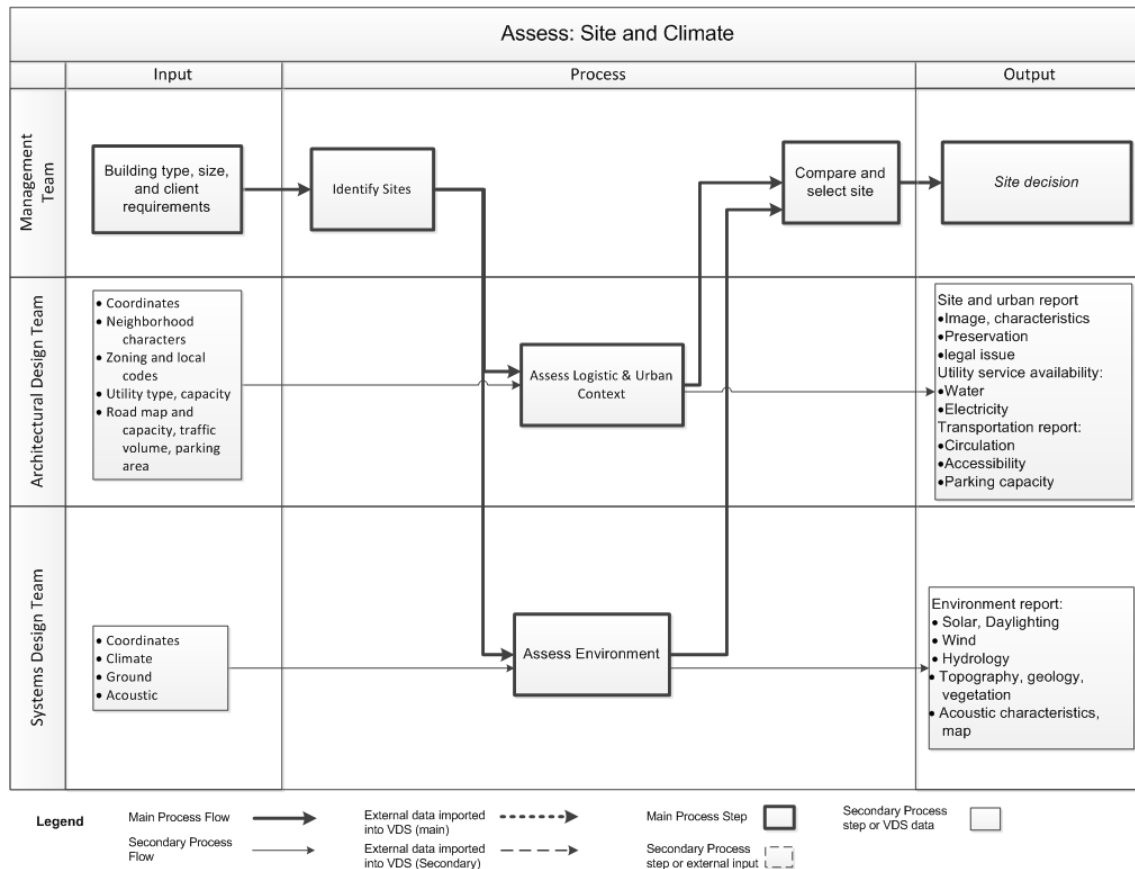 Assess: Site and Climate
Input
Process
Output
Management
Team
Building type, size,
and client
requirements
Identify Sites
Compare and
select site
Site decision
Architectural Design Team
• Coordinates
• Neighborhood
characters
• Zoning and local
codes
• Utility type, capacity
• Road map and
capacity, traffic
volume, parking
area
Assess Logistic & Urban
Context
Site and urban report
•Image, characteristics
•Preservation
•legal issue
Utility service availability:
•Water
•Electricity
Transportation report:
•Circulation
•Accessibility
•Parking capacity
Systems Design Team
• Coordinates
• Climate
• Ground
• Acoustic
Assess Environment
Environment report:
• Solar, Daylighting
• Wind
• Hydrology
• Topography, geology,
vegetation
• Acoustic characteristics,
map
Legend
Main Process Flow
Secondary Process
Flow
External data imported
into VDS (main)
External data imported
into VDS (Secondary)
Main Process Step
Secondary Process
step or external input
Secondary Process
step or VDS data